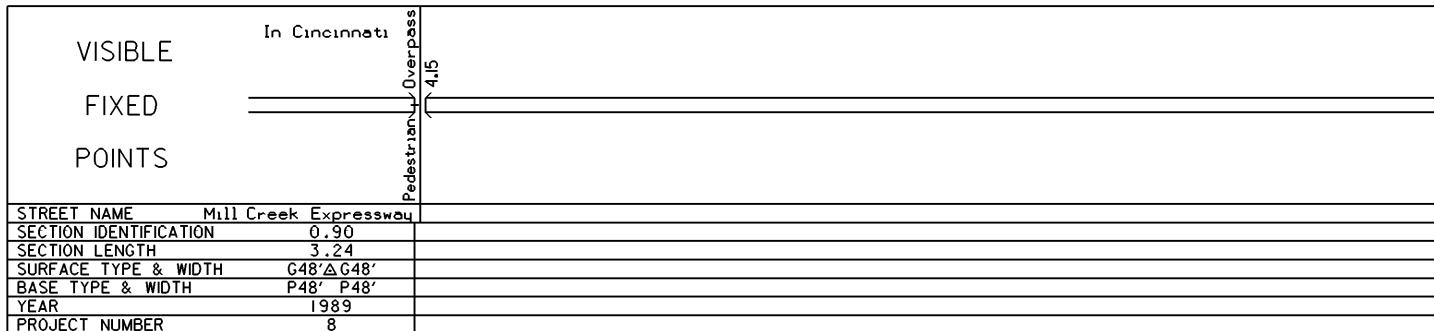 VISIBLE
FIXED
POINTS
In Cincinnati
Pedestrian Overpass
4.15
STREET NAME Mill Creek Expressway
SECTION IDENTIFICATION 0.90
SECTION LENGTH 3.24
SURFACE TYPE & WIDTH G48'△G48'
BASE TYPE & WIDTH P48' P48'
YEAR 1989
PROJECT NUMBER 8